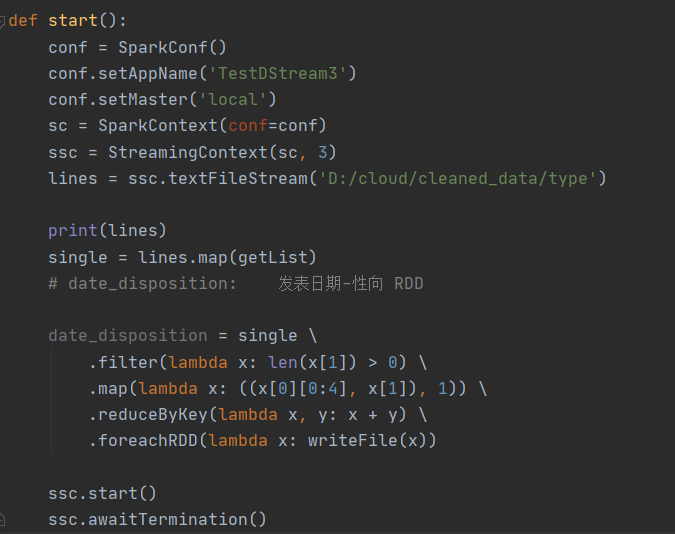 def start():
    conf = SparkConf()
    conf.setAppName('TestDStream3')
    conf.setMaster('local')
    sc = SparkContext(conf=conf)
    ssc = StreamingContext(sc, 3)
    lines = ssc.textFileStream('D:/cloud/cleaned_data/type')

    print(lines)
    single = lines.map(getList)
    # date_disposition:    发表日期-性向 RDD

    date_disposition = single \
        .filter(lambda x: len(x[1]) > 0) \
        .map(lambda x: ((x[0][0:4], x[1]), 1)) \
        .reduceByKey(lambda x, y: x + y) \
        .foreachRDD(lambda x: writeFile(x))

    ssc.start()
    ssc.awaitTermination()